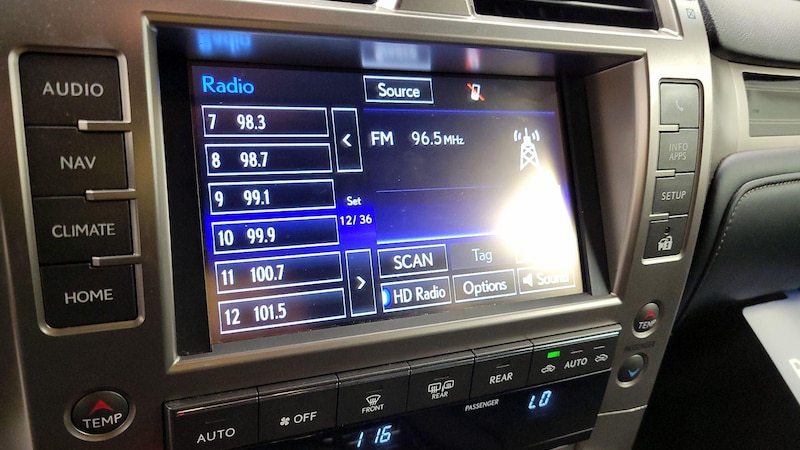 AUDIO
NAV
CLIMATE
HOME
TEMP
Radio
Source
7 98.3
8 98.7
9 99.1
10 99.9
11 100.7
12 101.5
<
Set
12/36
>
FM 96.5 MHz
SCAN
Tag
HD Radio
Options
Sound
INFO
APPS
SETUP
TEMP
PASSENGER
AUTO
OFF
FRONT
REAR
REAR
AUTO
116
PASSENGER
LO